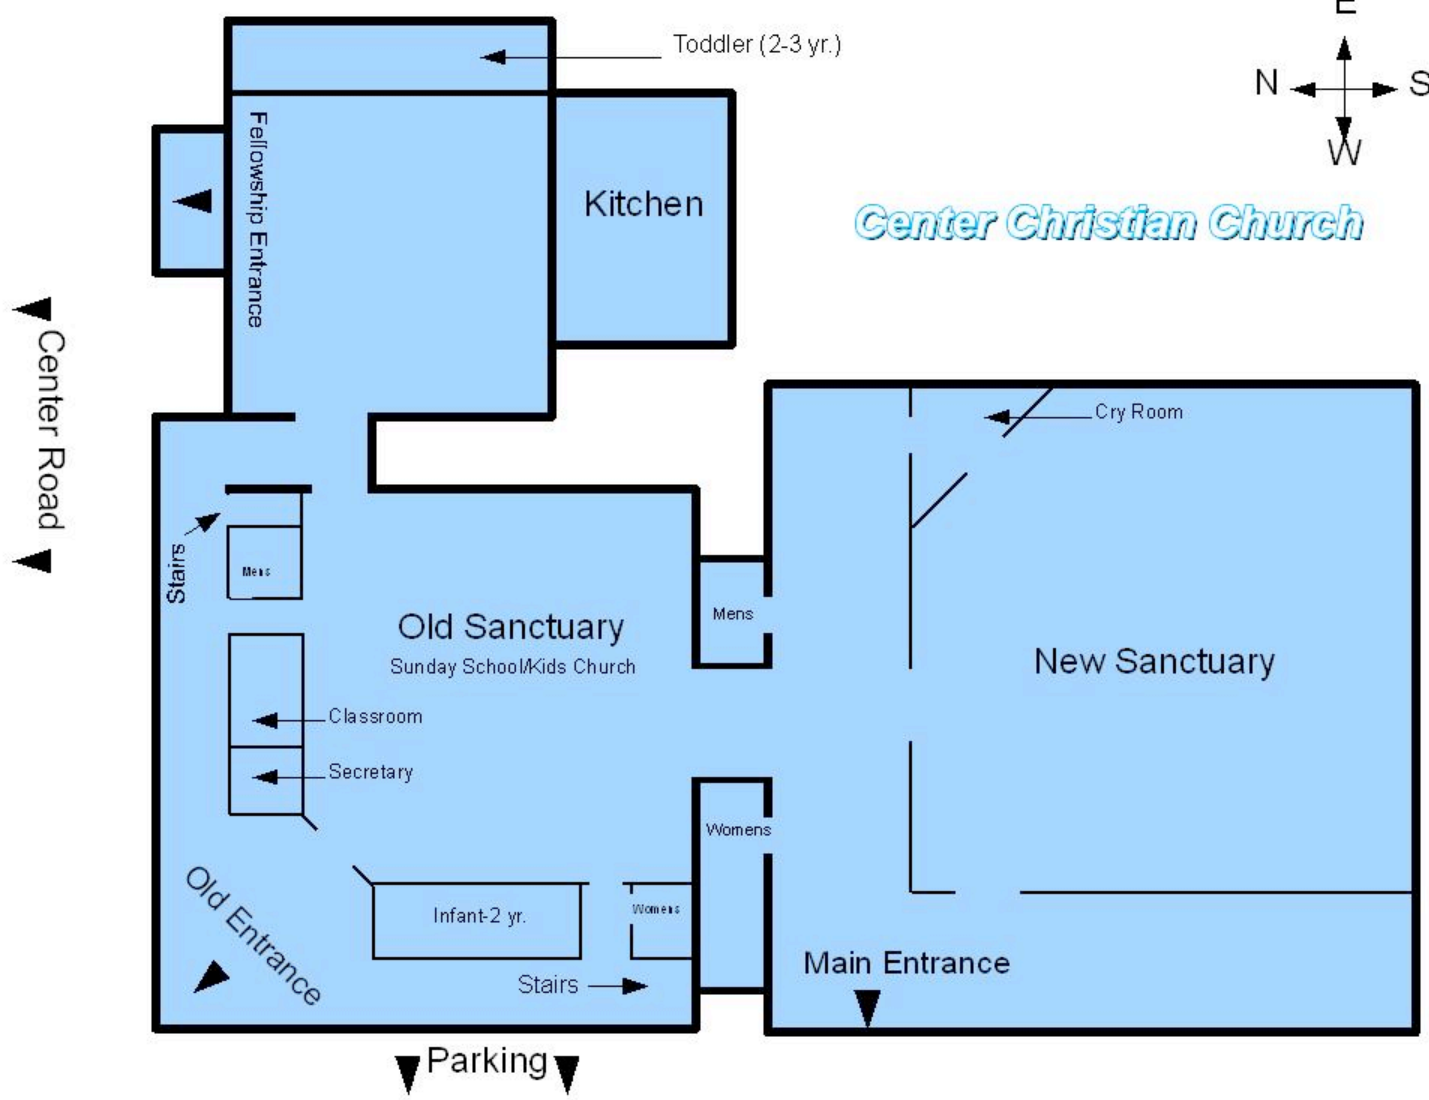 E
Toddler (2-3 yr.)
N
S
W
Fellowship Entrance
Kitchen
Center Christian Church
Center Road
Cry Room
Stairs
Mens
Old Sanctuary
Sunday School/Kids Church
Mens
New Sanctuary
Classroom
Secretary
Womens
Old Entrance
Infant-2 yr.
Womens
Stairs
Main Entrance
Parking